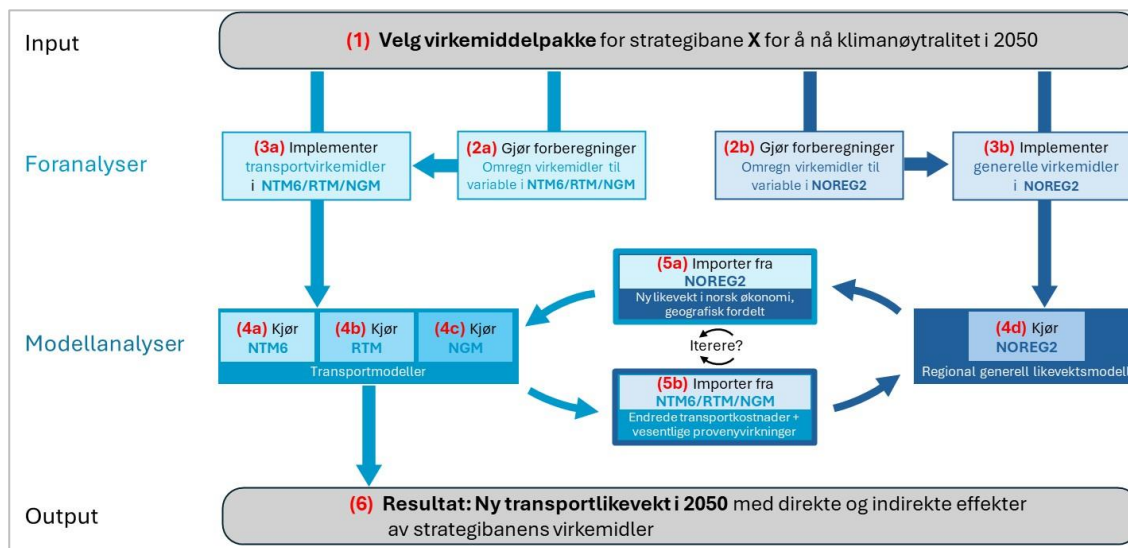 Input
(1) Velg virkemiddelpakke for strategibane X for å nå klimanøytralitet i 2050
Foranalyser
(3a) Implementer
transportvirkemidler
i NTM6/RTM/NGM
(2a) Gjør forberegninger
Omregn virkemidler til
variable i NTM6/RTM/NGM
(2b) Gjør forberegninger
Omregn virkemidler til
variable i NOREG2
(3b) Implementer
generelle virkemidler
i NOREG2
Modellanalyser
(4a) Kjør
NTM6
(4b) Kjør
RTM
(4c) Kjør
NGM
Transportmodeller
(5a) Importer fra
NOREG2
Ny likevekt i norsk økonomi,
geografisk fordelt
Iterere?
(5b) Importer fra
NTM6/RTM/NGM
Endrede transportkostnader +
vesentlige provenyvirkninger
(4d) Kjør
NOREG2
Regional generell likevektsmodell
Output
(6) Resultat: Ny transportlikevekt i 2050 med direkte og indirekte effekter
av strategibanens virkemidler